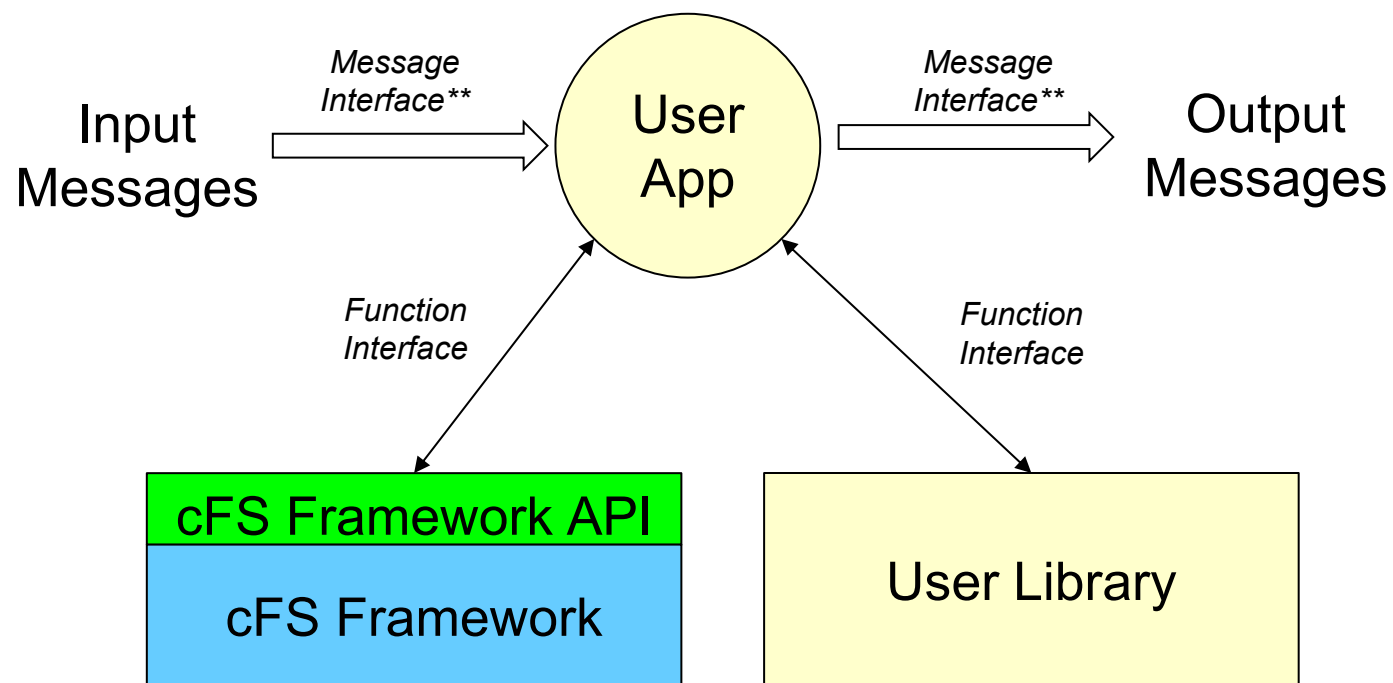 Input
Messages
Message
Interface**
User
App
Message
Interface**
Output
Messages
Function
Interface
Function
Interface
cFS Framework API
cFS Framework
User Library